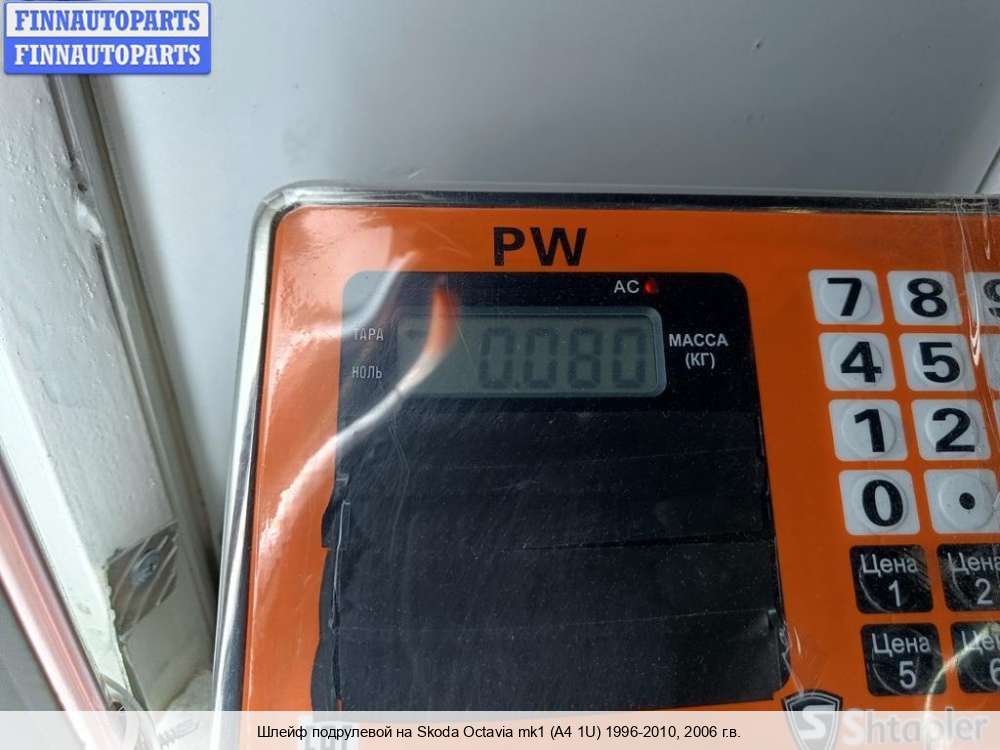 FINNAUTOPARTS
FINNAUTOPARTS
PW
AC
ТАРА
НОЛЬ
0.080
МАССА
(КГ)
7 8 9
4 5
1 2
0 •
Цена 1
Цена 2
Цена 5
Shtapler
Шлейф подрулевой на Skoda Octavia mk1 (A4 1U) 1996-2010, 2006 г.в.